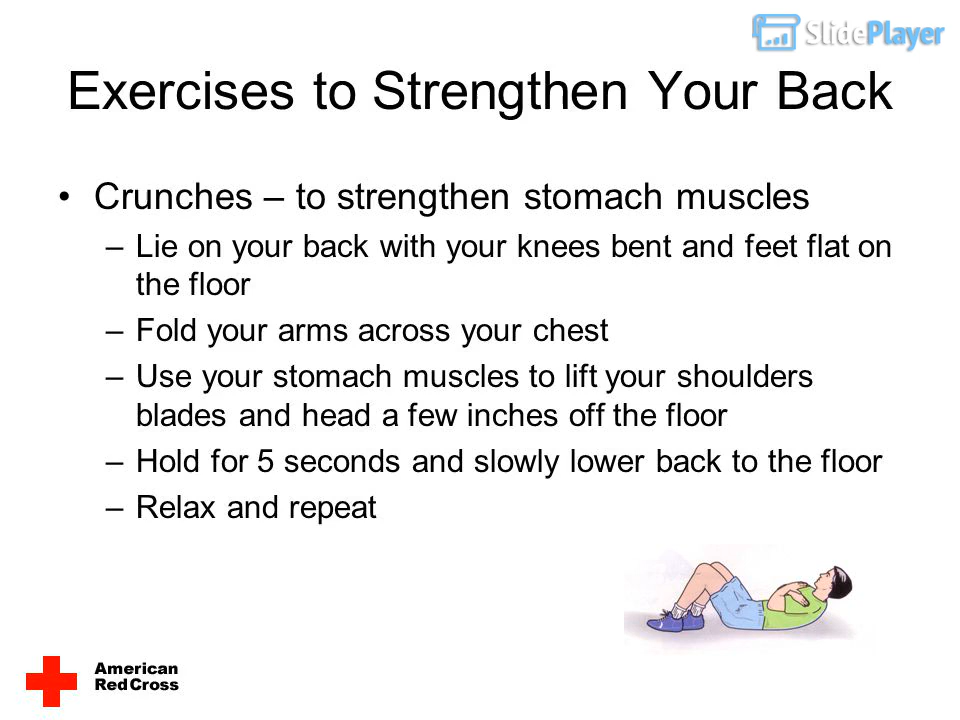 SlidePlayer
Exercises to Strengthen Your Back
• Crunches – to strengthen stomach muscles
– Lie on your back with your knees bent and feet flat on
the floor
– Fold your arms across your chest
– Use your stomach muscles to lift your shoulders
blades and head a few inches off the floor
– Hold for 5 seconds and slowly lower back to the floor
– Relax and repeat
American
Red Cross